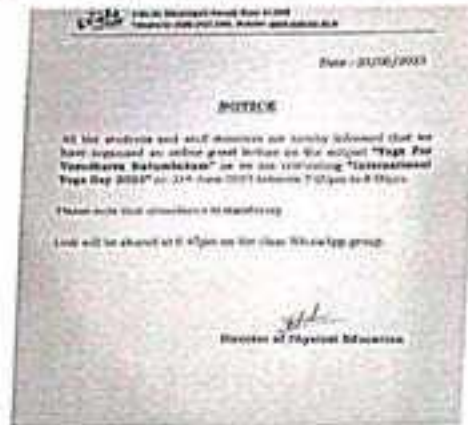 NOTICE
All the students and staff members are hereby informed that we
have organized an online guest lecture on the subject "Yoga For
Vasudhaiva Kutumbakam" as we are celebrating "International
Yoga Day 2023" on 21st June 2023 between 7:00pm to 8:00pm.
Please note that attendance is mandatory.
Link will be shared at 6:45pm on the class WhatsApp group.
Director of Physical Education